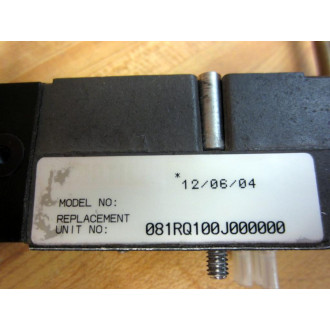 *12/06/04
MODEL NO:
REPLACEMENT
UNIT NO: 081RQ100J000000